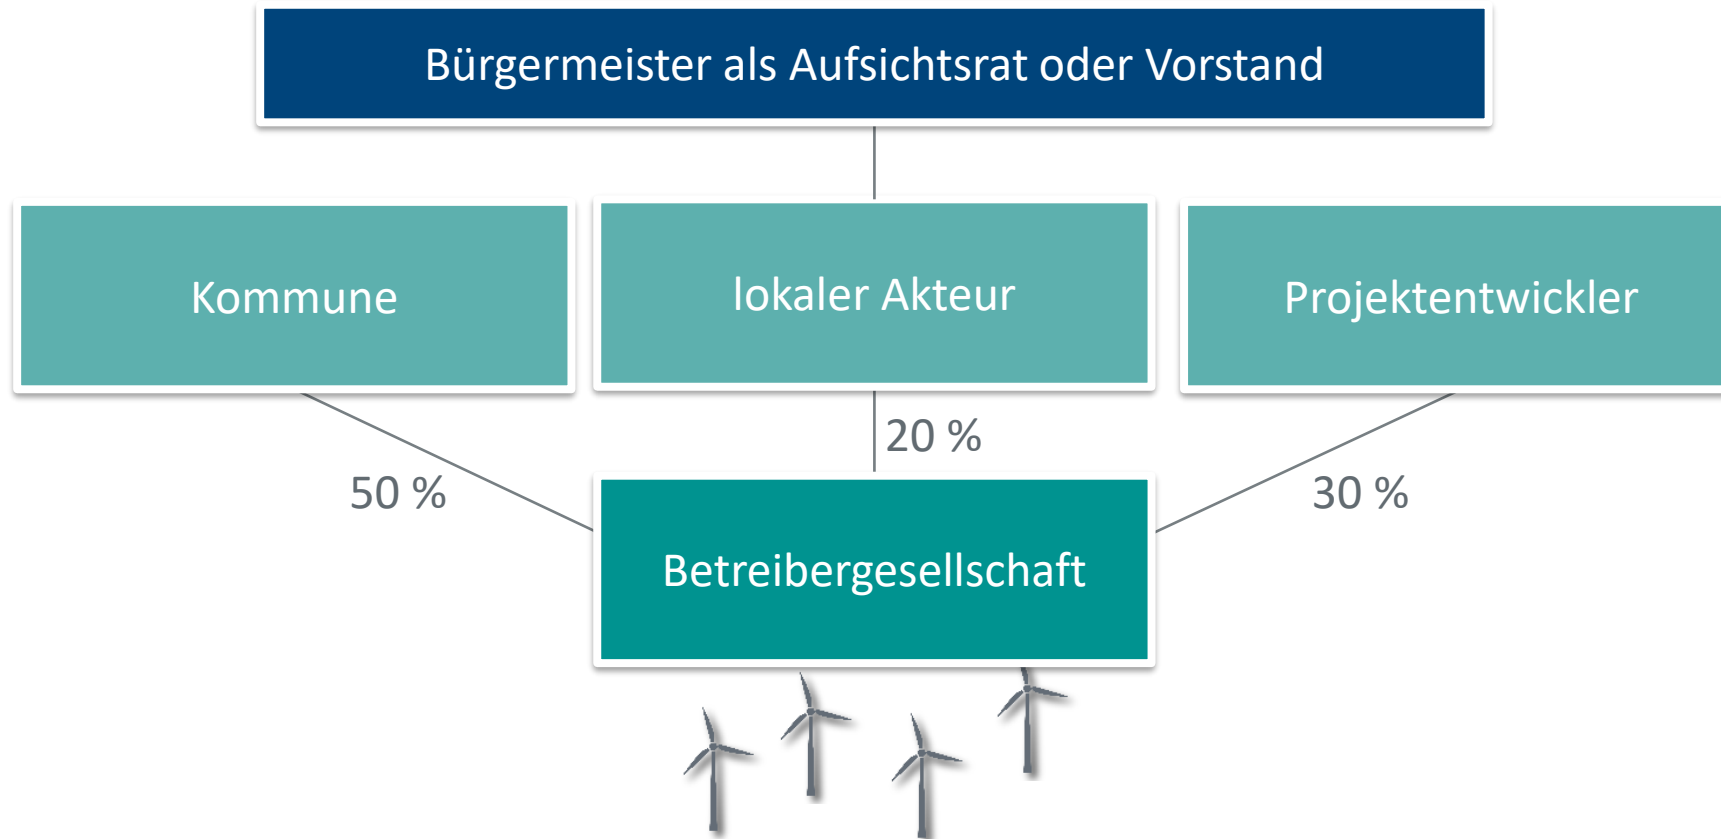 Bürgermeister als Aufsichtsrat oder Vorstand
Kommune
lokaler Akteur
Projektentwickler
20 %
50 %
30 %
Betreibergesellschaft